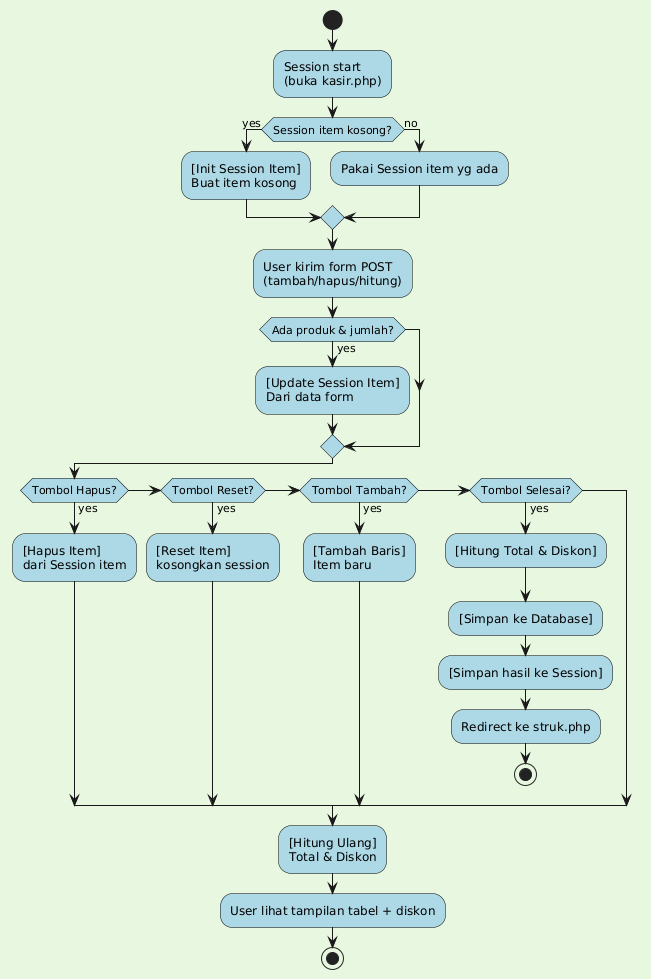 Session start
(buka kasir.php)
yes
Session item kosong?
no
[Init Session Item]
Buat item kosong
Pakai Session item yg ada
User kirim form POST
(tambah/hapus/hitung)
Ada produk & jumlah?
yes
[Update Session Item]
Dari data form
Tombol Hapus?
Tombol Reset?
Tombol Tambah?
Tombol Selesai?
yes
yes
yes
yes
[Hapus Item]
dari Session item
[Reset Item]
kosongkan session
[Tambah Baris]
Item baru
[Hitung Total & Diskon]
[Simpan ke Database]
[Simpan hasil ke Session]
Redirect ke struk.php
[Hitung Ulang]
Total & Diskon
User lihat tampilan tabel + diskon